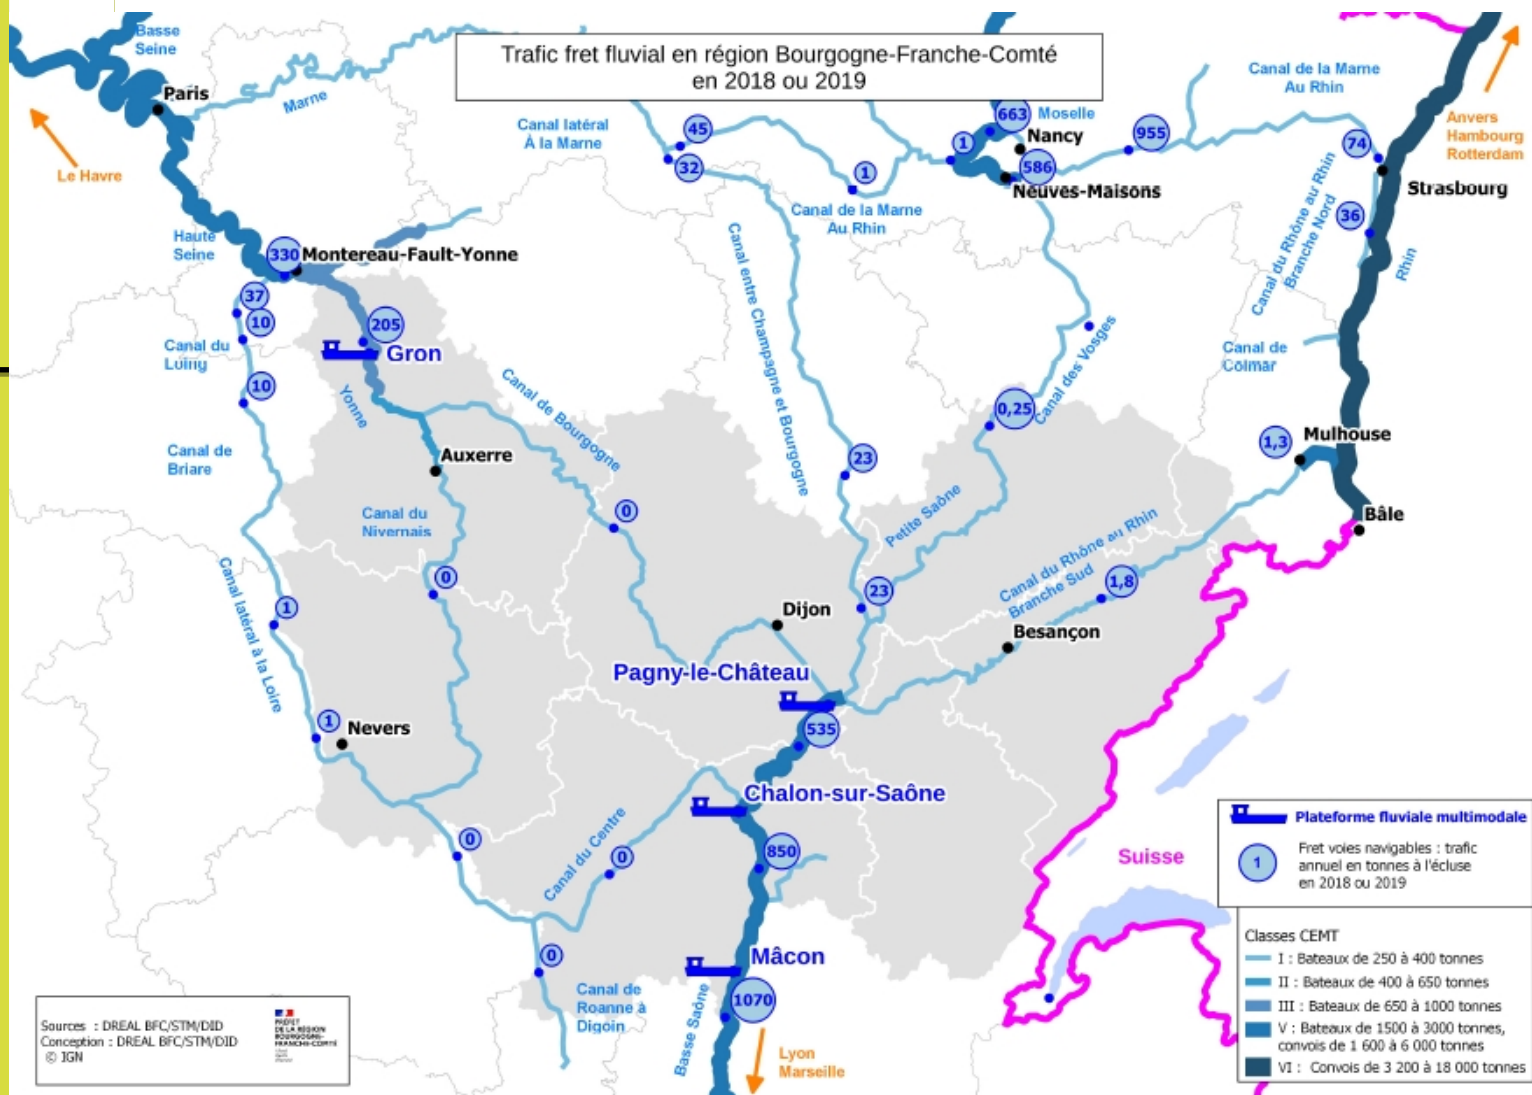 Trafic fret fluvial en région Bourgogne-Franche-Comté
en 2018 ou 2019
Basse
Seine
Paris
Marne
Le Havre
Canal latéral
À la Marne
45
32
1
Canal de la Marne
Au Rhin
1
663
Moselle
Nancy
586
Neuves-Maisons
955
Canal de la Marne
Au Rhin
74
Strasbourg
36
Anvers
Hambourg
Rotterdam
Canal du Rhône au Rhin
Branche Nord
Rhin
Haute
Seine
330
Montereau-Fault-Yonne
37
10
Canal du
Loing
10
205
Gron
Yonne
Canal de Bourgogne
Canal entre Champagne et Bourgogne
Canal des Vosges
0,25
Canal de
Colmar
Canal de
Briare
Auxerre
23
1,3
Mulhouse
Bâle
Canal du
Nivernais
0
Petite Saône
Canal du Rhône au Rhin
Branche Sud
1,8
Canal latéral à la Loire
1
0
23
Dijon
Besançon
Pagny-le-Château
535
1
Nevers
Chalon-sur-Saône
850
0
Canal du Centre
0
Suisse
Mâcon
1070
0
Canal de
Roanne à
Digoin
Basse Saône
Lyon
Marseille
Plateforme fluviale multimodale
1
Fret voies navigables : trafic
annuel en tonnes à l'écluse
en 2018 ou 2019
Classes CEMT
I : Bateaux de 250 à 400 tonnes
II : Bateaux de 400 à 650 tonnes
III : Bateaux de 650 à 1000 tonnes
V : Bateaux de 1500 à 3000 tonnes,
convois de 1 600 à 6 000 tonnes
VI : Convois de 3 200 à 18 000 tonnes
Sources : DREAL BFC/STM/DID
Conception : DREAL BFC/STM/DID
© IGN
PRÉFET
DE LA RÉGION
BOURGOGNE-
FRANCHE-COMTÉ